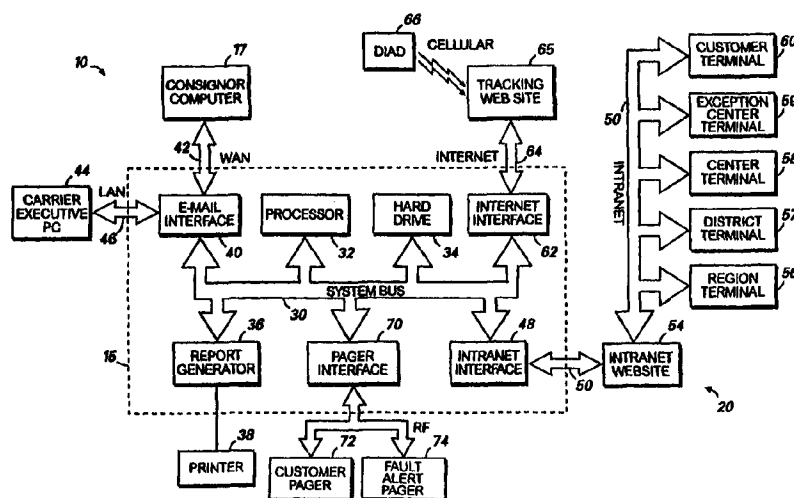 10
17
CONSIGNOR
COMPUTER
66
DIAD
CELLULAR
65
TRACKING
WEB SITE
60
CUSTOMER
TERMINAL
59
EXCEPTION
CENTER
TERMINAL
58
CENTER
TERMINAL
57
DISTRICT
TERMINAL
56
REGION
TERMINAL
50
INTRANET
42
WAN
INTERNET
64
44
CARRIER
EXECUTIVE
PC
LAN
46
E-MAIL
INTERFACE
40
PROCESSOR
32
HARD
DRIVE
34
INTERNET
INTERFACE
62
SYSTEM BUS
30
15
36
REPORT
GENERATOR
70
PAGER
INTERFACE
48
INTRANET
INTERFACE
50
54
INTRANET
WEBSITE
20
38
PRINTER
RF
72
CUSTOMER
PAGER
74
FAULT
ALERT
PAGER